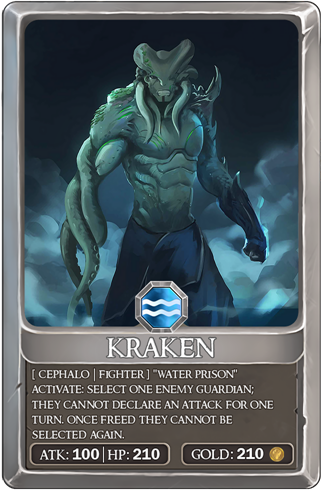 KRAKEN
[ CEPHALO | FIGHTER ] "WATER PRISON"
ACTIVATE: SELECT ONE ENEMY GUARDIAN;
THEY CANNOT DECLARE AN ATTACK FOR ONE
TURN. ONCE FREED THEY CANNOT BE
SELECTED AGAIN.
ATK: 100 | HP: 210 GOLD: 210